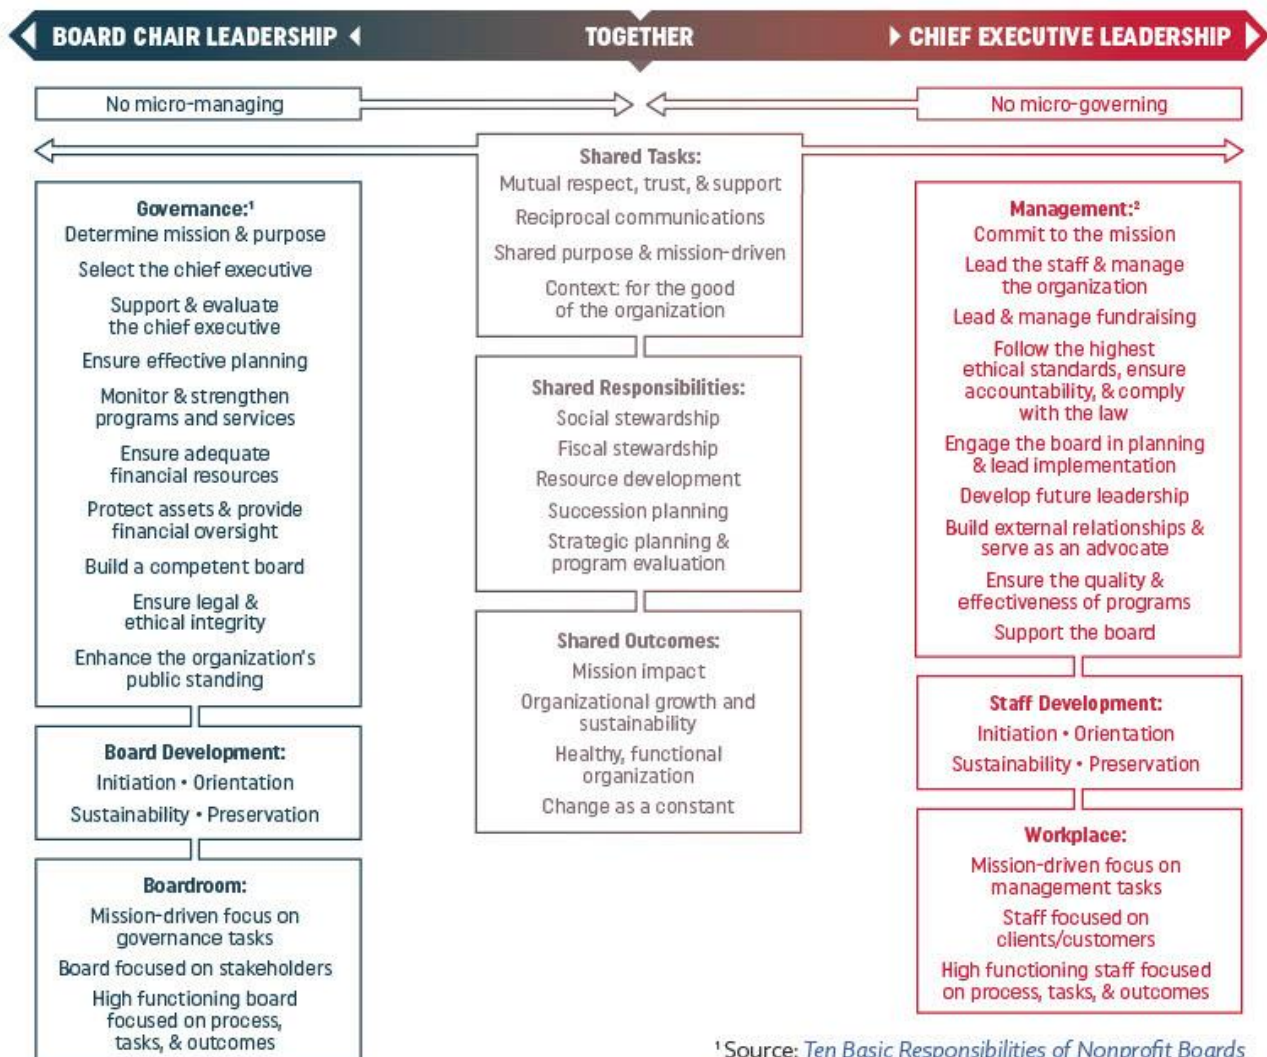 BOARD CHAIR LEADERSHIP
TOGETHER
CHIEF EXECUTIVE LEADERSHIP
No micro-managing
No micro-governing
Governance:¹
Determine mission & purpose
Select the chief executive
Support & evaluate
the chief executive
Ensure effective planning
Monitor & strengthen
programs and services
Ensure adequate
financial resources
Protect assets & provide
financial oversight
Build a competent board
Ensure legal &
ethical integrity
Enhance the organization's
public standing
Board Development:
Initiation • Orientation
Sustainability • Preservation
Boardroom:
Mission-driven focus on
governance tasks
Board focused on stakeholders
High functioning board
focused on process,
tasks, & outcomes
Shared Tasks:
Mutual respect, trust, & support
Reciprocal communications
Shared purpose & mission-driven
Context: for the good
of the organization
Shared Responsibilities:
Social stewardship
Fiscal stewardship
Resource development
Succession planning
Strategic planning &
program evaluation
Shared Outcomes:
Mission impact
Organizational growth and
sustainability
Healthy, functional
organization
Change as a constant
Management:²
Commit to the mission
Lead the staff & manage
the organization
Lead & manage fundraising
Follow the highest
ethical standards, ensure
accountability, & comply
with the law
Engage the board in planning
& lead implementation
Develop future leadership
Build external relationships &
serve as an advocate
Ensure the quality &
effectiveness of programs
Support the board
Staff Development:
Initiation • Orientation
Sustainability • Preservation
Workplace:
Mission-driven focus on
management tasks
Staff focused on
clients/customers
High functioning staff focused
on process, tasks, & outcomes
¹ Source: Ten Basic Responsibilities of Nonprofit Boards